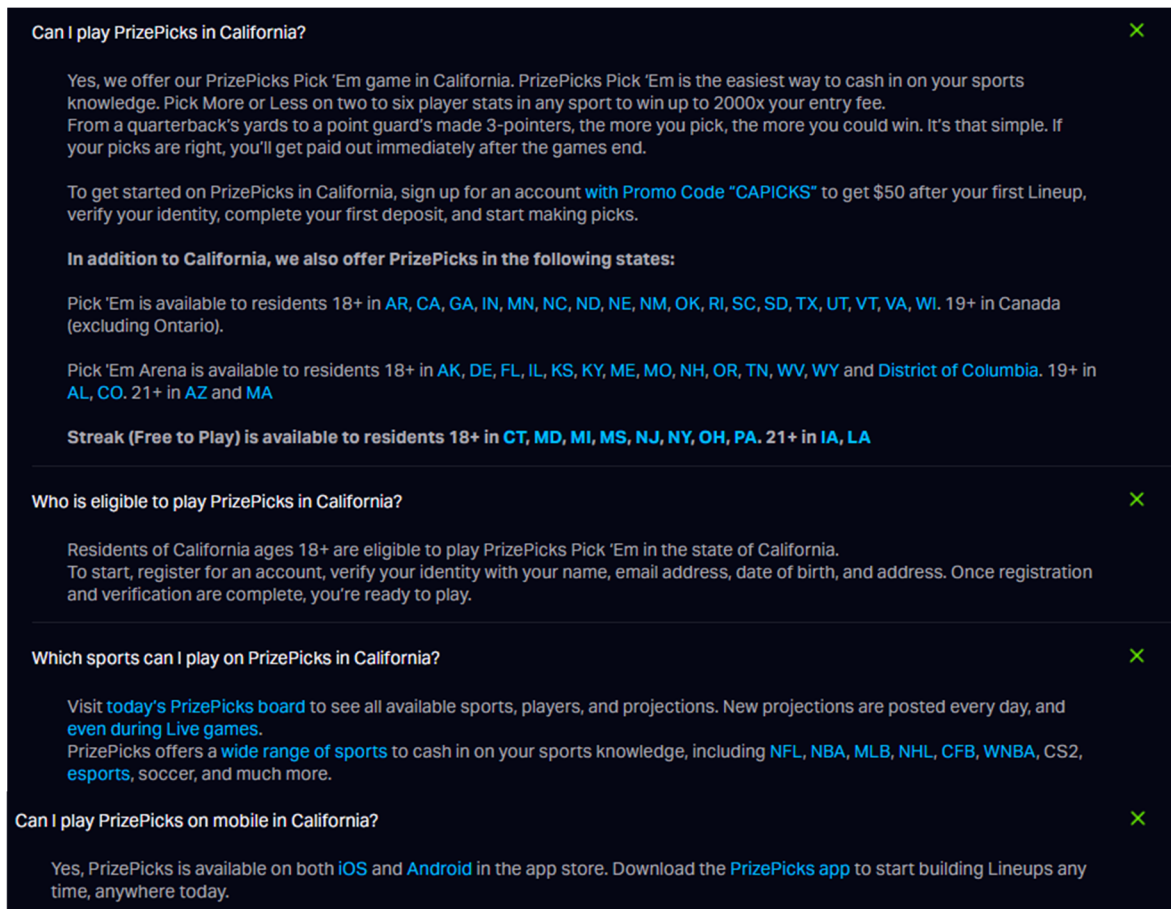 Can I play PrizePicks in California?
Yes, we offer our PrizePicks Pick ‘Em game in California. PrizePicks Pick ‘Em is the easiest way to cash in on your sports
knowledge. Pick More or Less on two to six player stats in any sport to win up to 2000x your entry fee.
From a quarterback’s yards to a point guard’s made 3-pointers, the more you pick, the more you could win. It’s that simple. If
your picks are right, you’ll get paid out immediately after the games end.
To get started on PrizePicks in California, sign up for an account with Promo Code “CAPICKS” to get $50 after your first Lineup,
verify your identity, complete your first deposit, and start making picks.
In addition to California, we also offer PrizePicks in the following states:
Pick 'Em is available to residents 18+ in AR, CA, GA, IN, MN, NC, ND, NE, NM, OK, RI, SC, SD, TX, UT, VT, VA, WI. 19+ in Canada
(excluding Ontario).
Pick 'Em Arena is available to residents 18+ in AK, DE, FL, IL, KS, KY, ME, MO, NH, OR, TN, WV, WY and District of Columbia. 19+ in
AL, CO. 21+ in AZ and MA
Streak (Free to Play) is available to residents 18+ in CT, MD, MI, MS, NJ, NY, OH, PA. 21+ in IA, LA
Who is eligible to play PrizePicks in California?
Residents of California ages 18+ are eligible to play PrizePicks Pick ‘Em in the state of California.
To start, register for an account, verify your identity with your name, email address, date of birth, and address. Once registration
and verification are complete, you’re ready to play.
Which sports can I play on PrizePicks in California?
Visit today’s PrizePicks board to see all available sports, players, and projections. New projections are posted every day, and
even during Live games.
PrizePicks offers a wide range of sports to cash in on your sports knowledge, including NFL, NBA, MLB, NHL, CFB, WNBA, CS2,
esports, soccer, and much more.
Can I play PrizePicks on mobile in California?
Yes, PrizePicks is available on both iOS and Android in the app store. Download the PrizePicks app to start building Lineups any
time, anywhere today.